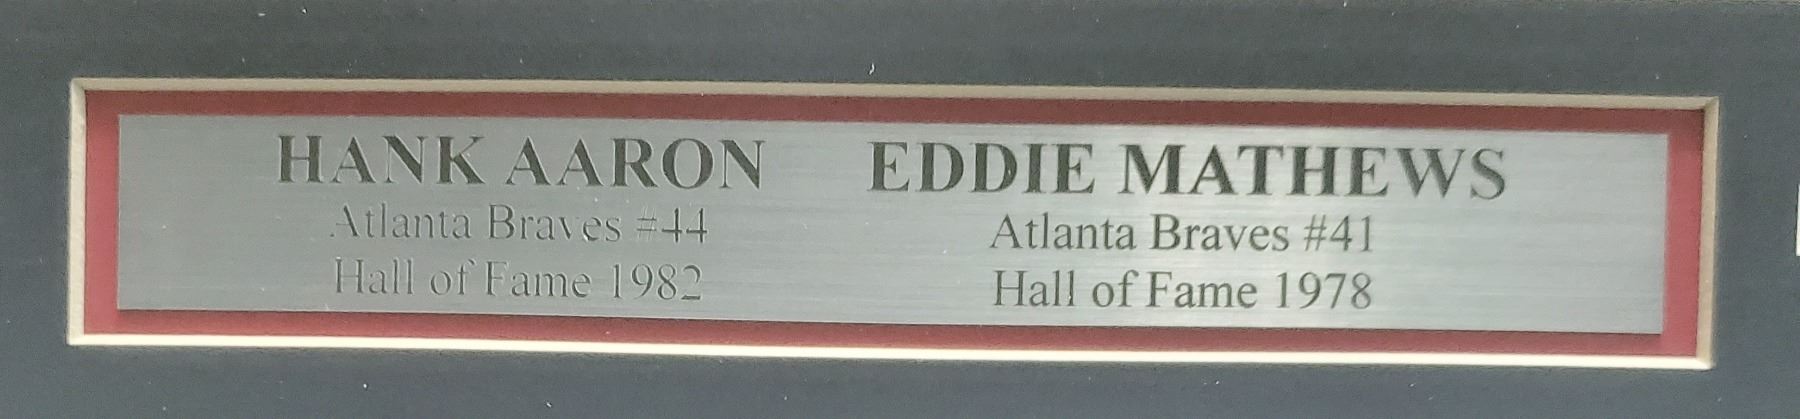 HANK AARON
Atlanta Braves #44
Hall of Fame 1982
EDDIE MATHEWS
Atlanta Braves #41
Hall of Fame 1978